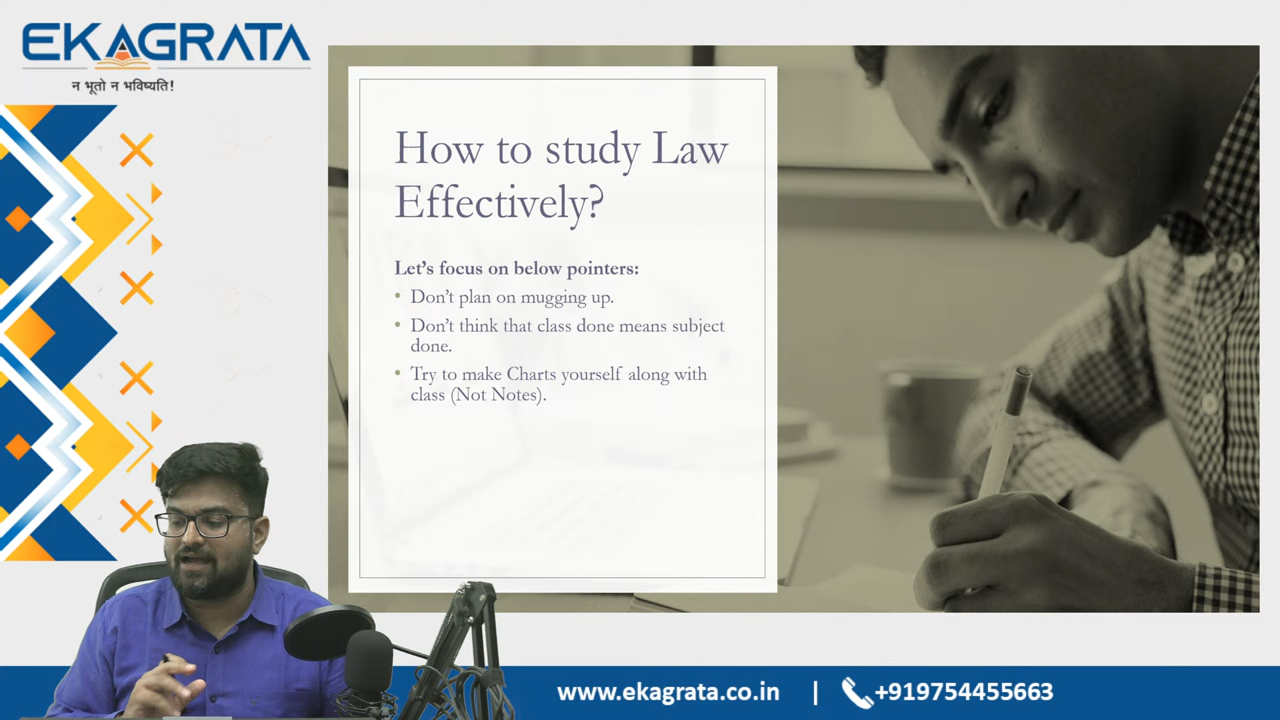 EKAGRATA
न भूतो न भविष्यति!
How to study Law
Effectively?
Let’s focus on below pointers:
• Don’t plan on mugging up.
• Don’t think that class done means subject
done.
• Try to make Charts yourself along with
class (Not Notes).
www.ekagrata.co.in | +919754455663